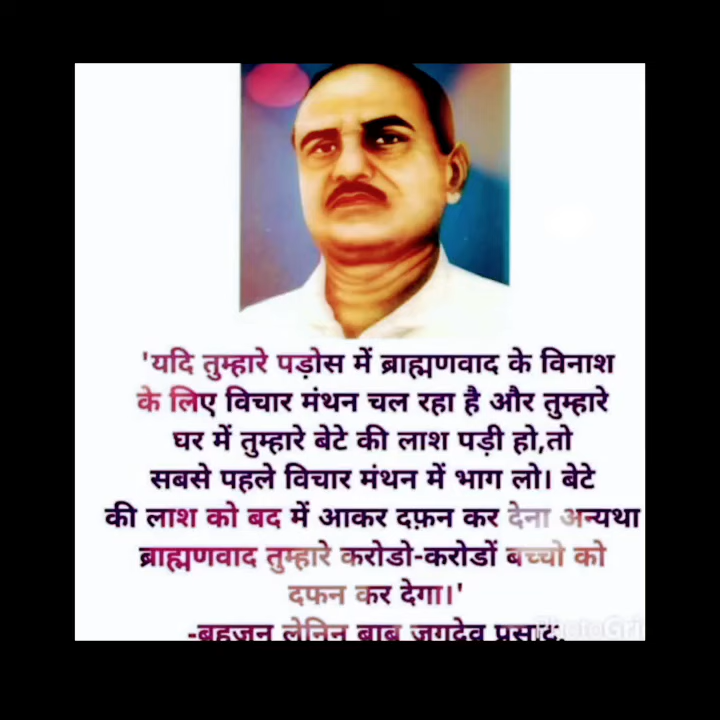 'यदि तुम्हारे पड़ोस में ब्राह्मणवाद के विनाश
के लिए विचार मंथन चल रहा है और तुम्हारे
घर में तुम्हारे बेटे की लाश पड़ी हो,तो
सबसे पहले विचार मंथन में भाग लो। बेटे
की लाश को बद में आकर दफ़न कर देना अन्यथा
ब्राह्मणवाद तुम्हारे करोडो-करोडों बच्चो को
दफन कर देगा।'
-बहुजन लेनिन बाबू जगदेव प्रसाद.
PhotoGri